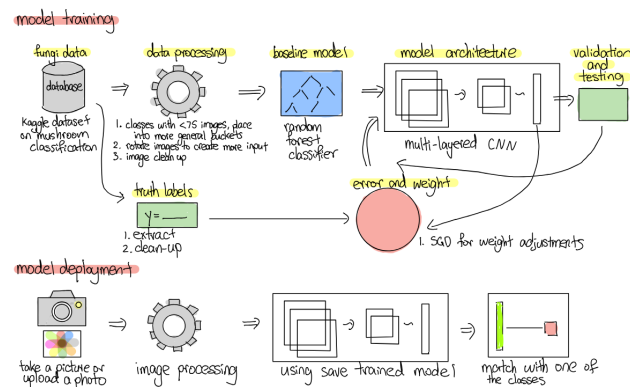 model training
fungi data
database
Kaggle dataset
on mushroom
classification
data processing
1. classes with <75 images, place
into more general buckets
2. rotate images to create more input
3. image clean up
baseline model
random
forest
classifier
model architecture
multi-layered CNN
validation
and
testing
truth labels
y = ___
1. extract
2. clean-up
error and weight
1. SGD for weight adjustments
model deployment
take a picture or
upload a photo
image processing
using save trained model
match with one of
the classes